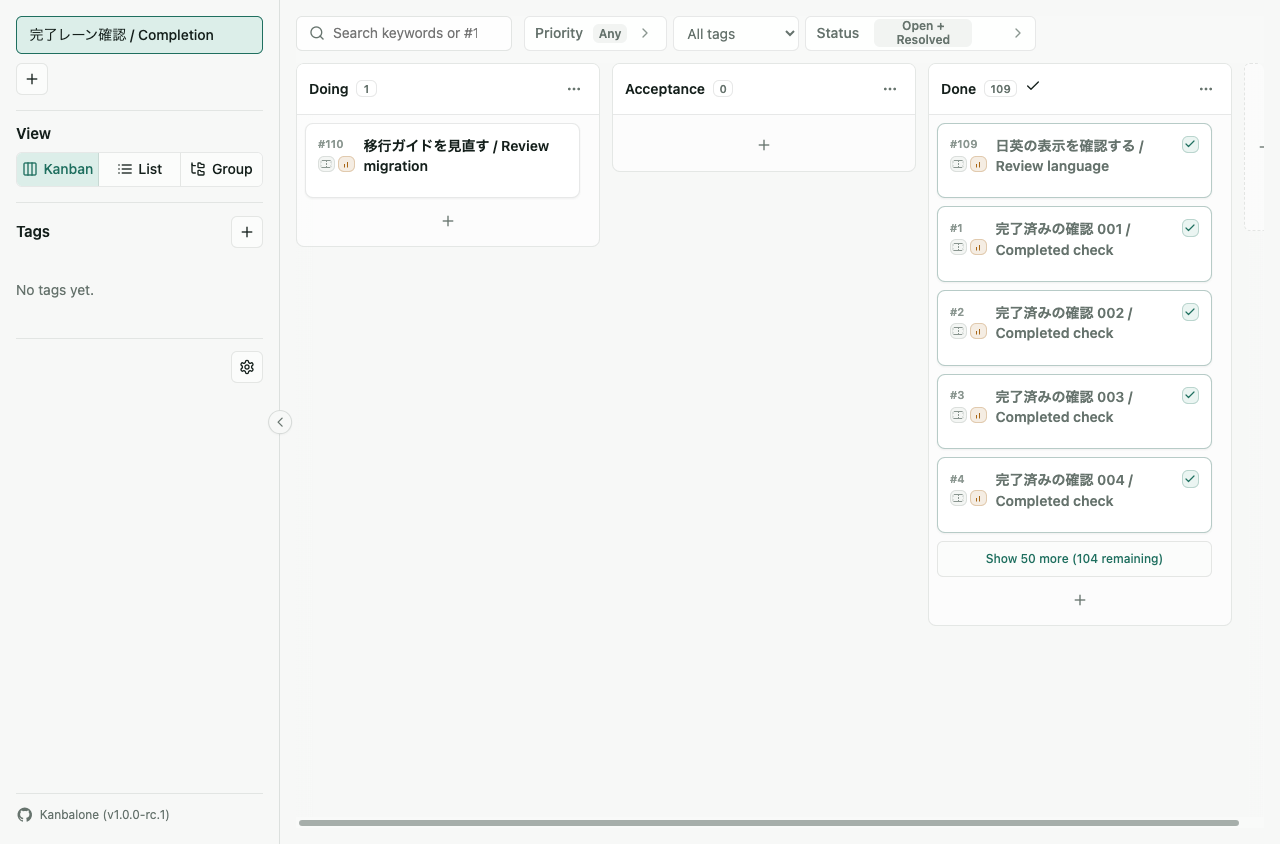 完了レーン確認 / Completion
View
Kanban
List
Group
Tags
No tags yet.
Kanbalone (v1.0.0-rc.1)
Search keywords or #1
Priority
Any
All tags
Status
Open +
Resolved
Doing
1
#110
移行ガイドを見直す / Review
migration
Acceptance
0
Done
109
#109
日英の表示を確認する /
Review language
#1
完了済みの確認 001 /
Completed check
#2
完了済みの確認 002 /
Completed check
#3
完了済みの確認 003 /
Completed check
#4
完了済みの確認 004 /
Completed check
Show 50 more (104 remaining)